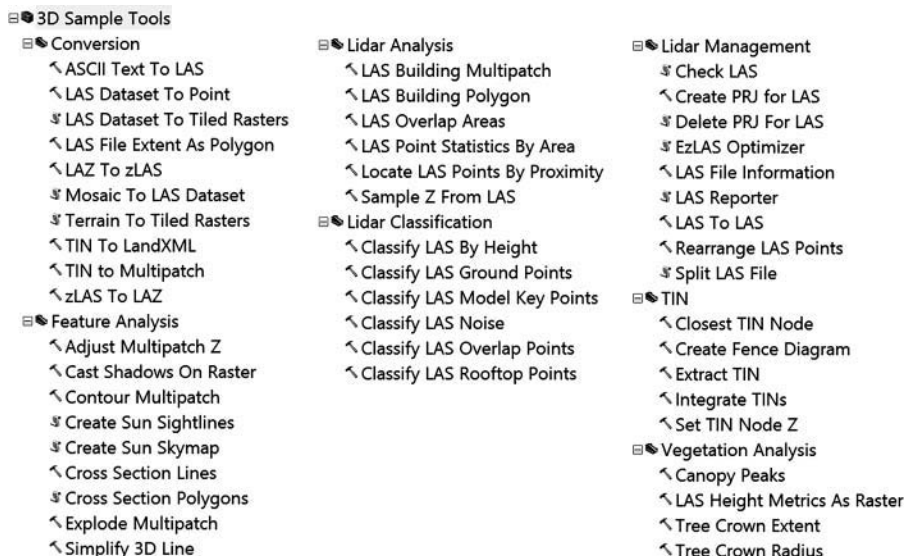 3D Sample Tools
Conversion
ASCII Text To LAS
LAS Dataset To Point
LAS Dataset To Tiled Rasters
LAS File Extent As Polygon
LAZ To zLAS
Mosaic To LAS Dataset
Terrain To Tiled Rasters
TIN To LandXML
TIN to Multipatch
zLAS To LAZ
Feature Analysis
Adjust Multipatch Z
Cast Shadows On Raster
Contour Multipatch
Create Sun Sightlines
Create Sun Skymap
Cross Section Lines
Cross Section Polygons
Explode Multipatch
Simplify 3D Line
Lidar Analysis
LAS Building Multipatch
LAS Building Polygon
LAS Overlap Areas
LAS Point Statistics By Area
Locate LAS Points By Proximity
Sample Z From LAS
Lidar Classification
Classify LAS By Height
Classify LAS Ground Points
Classify LAS Model Key Points
Classify LAS Noise
Classify LAS Overlap Points
Classify LAS Rooftop Points
Lidar Management
Check LAS
Create PRJ for LAS
Delete PRJ For LAS
EzLAS Optimizer
LAS File Information
LAS Reporter
LAS To LAS
Rearrange LAS Points
Split LAS File
TIN
Closest TIN Node
Create Fence Diagram
Extract TIN
Integrate TINs
Set TIN Node Z
Vegetation Analysis
Canopy Peaks
LAS Height Metrics As Raster
Tree Crown Extent
Tree Crown Radius